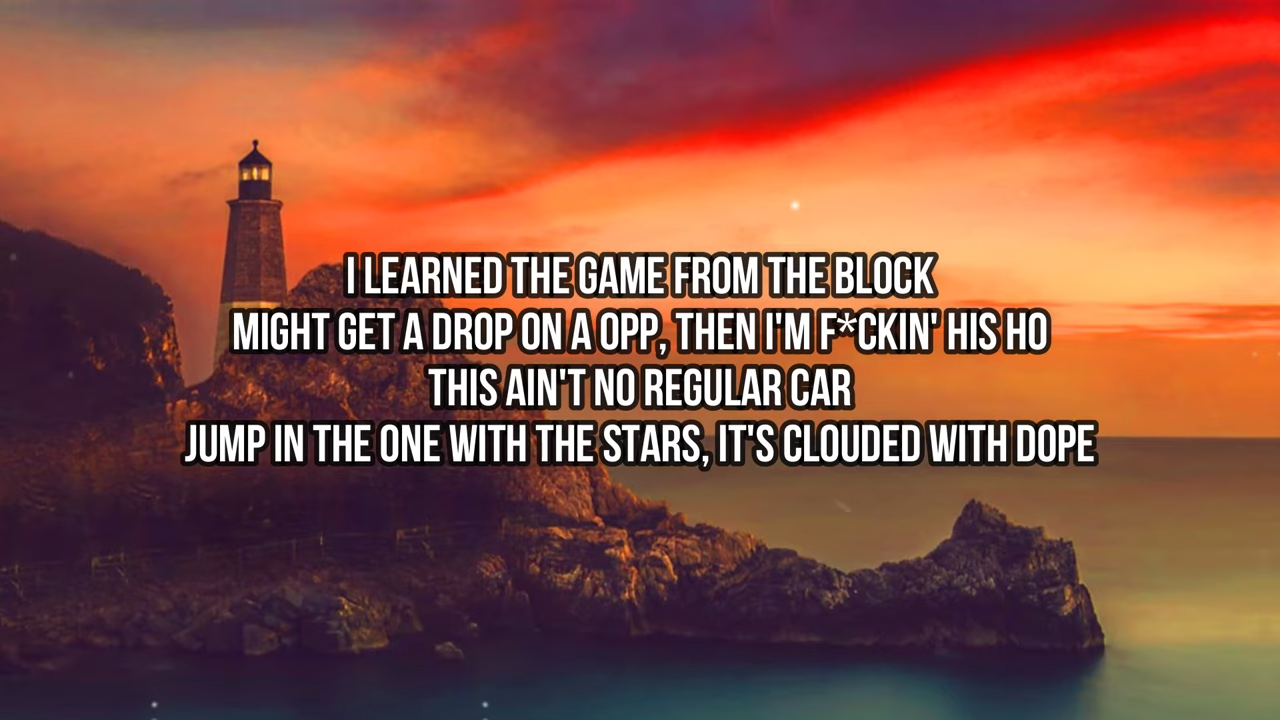 I LEARNED THE GAME FROM THE BLOCK
MIGHT GET A DROP ON A OPP, THEN I'M F*CKIN' HIS HO
THIS AIN'T NO REGULAR CAR
JUMP IN THE ONE WITH THE STARS, IT'S CLOUDED WITH DOPE